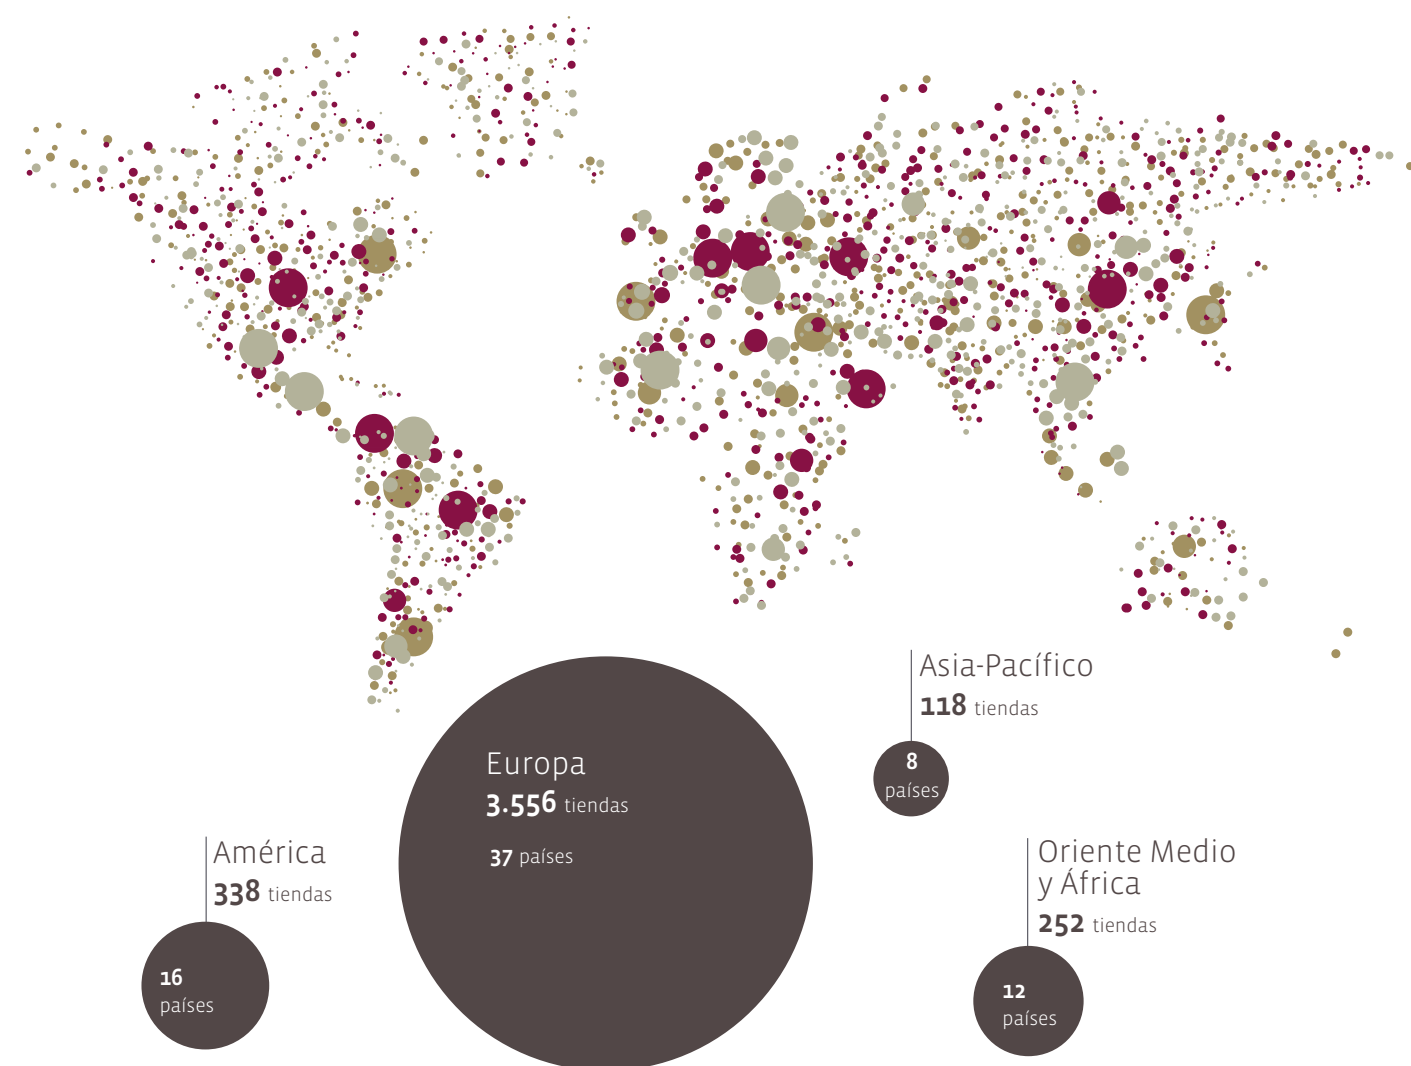 Asia-Pacífico
118 tiendas
8
países
Europa
3.556 tiendas
37 países
América
338 tiendas
16
países
Oriente Medio
y África
252 tiendas
12
países